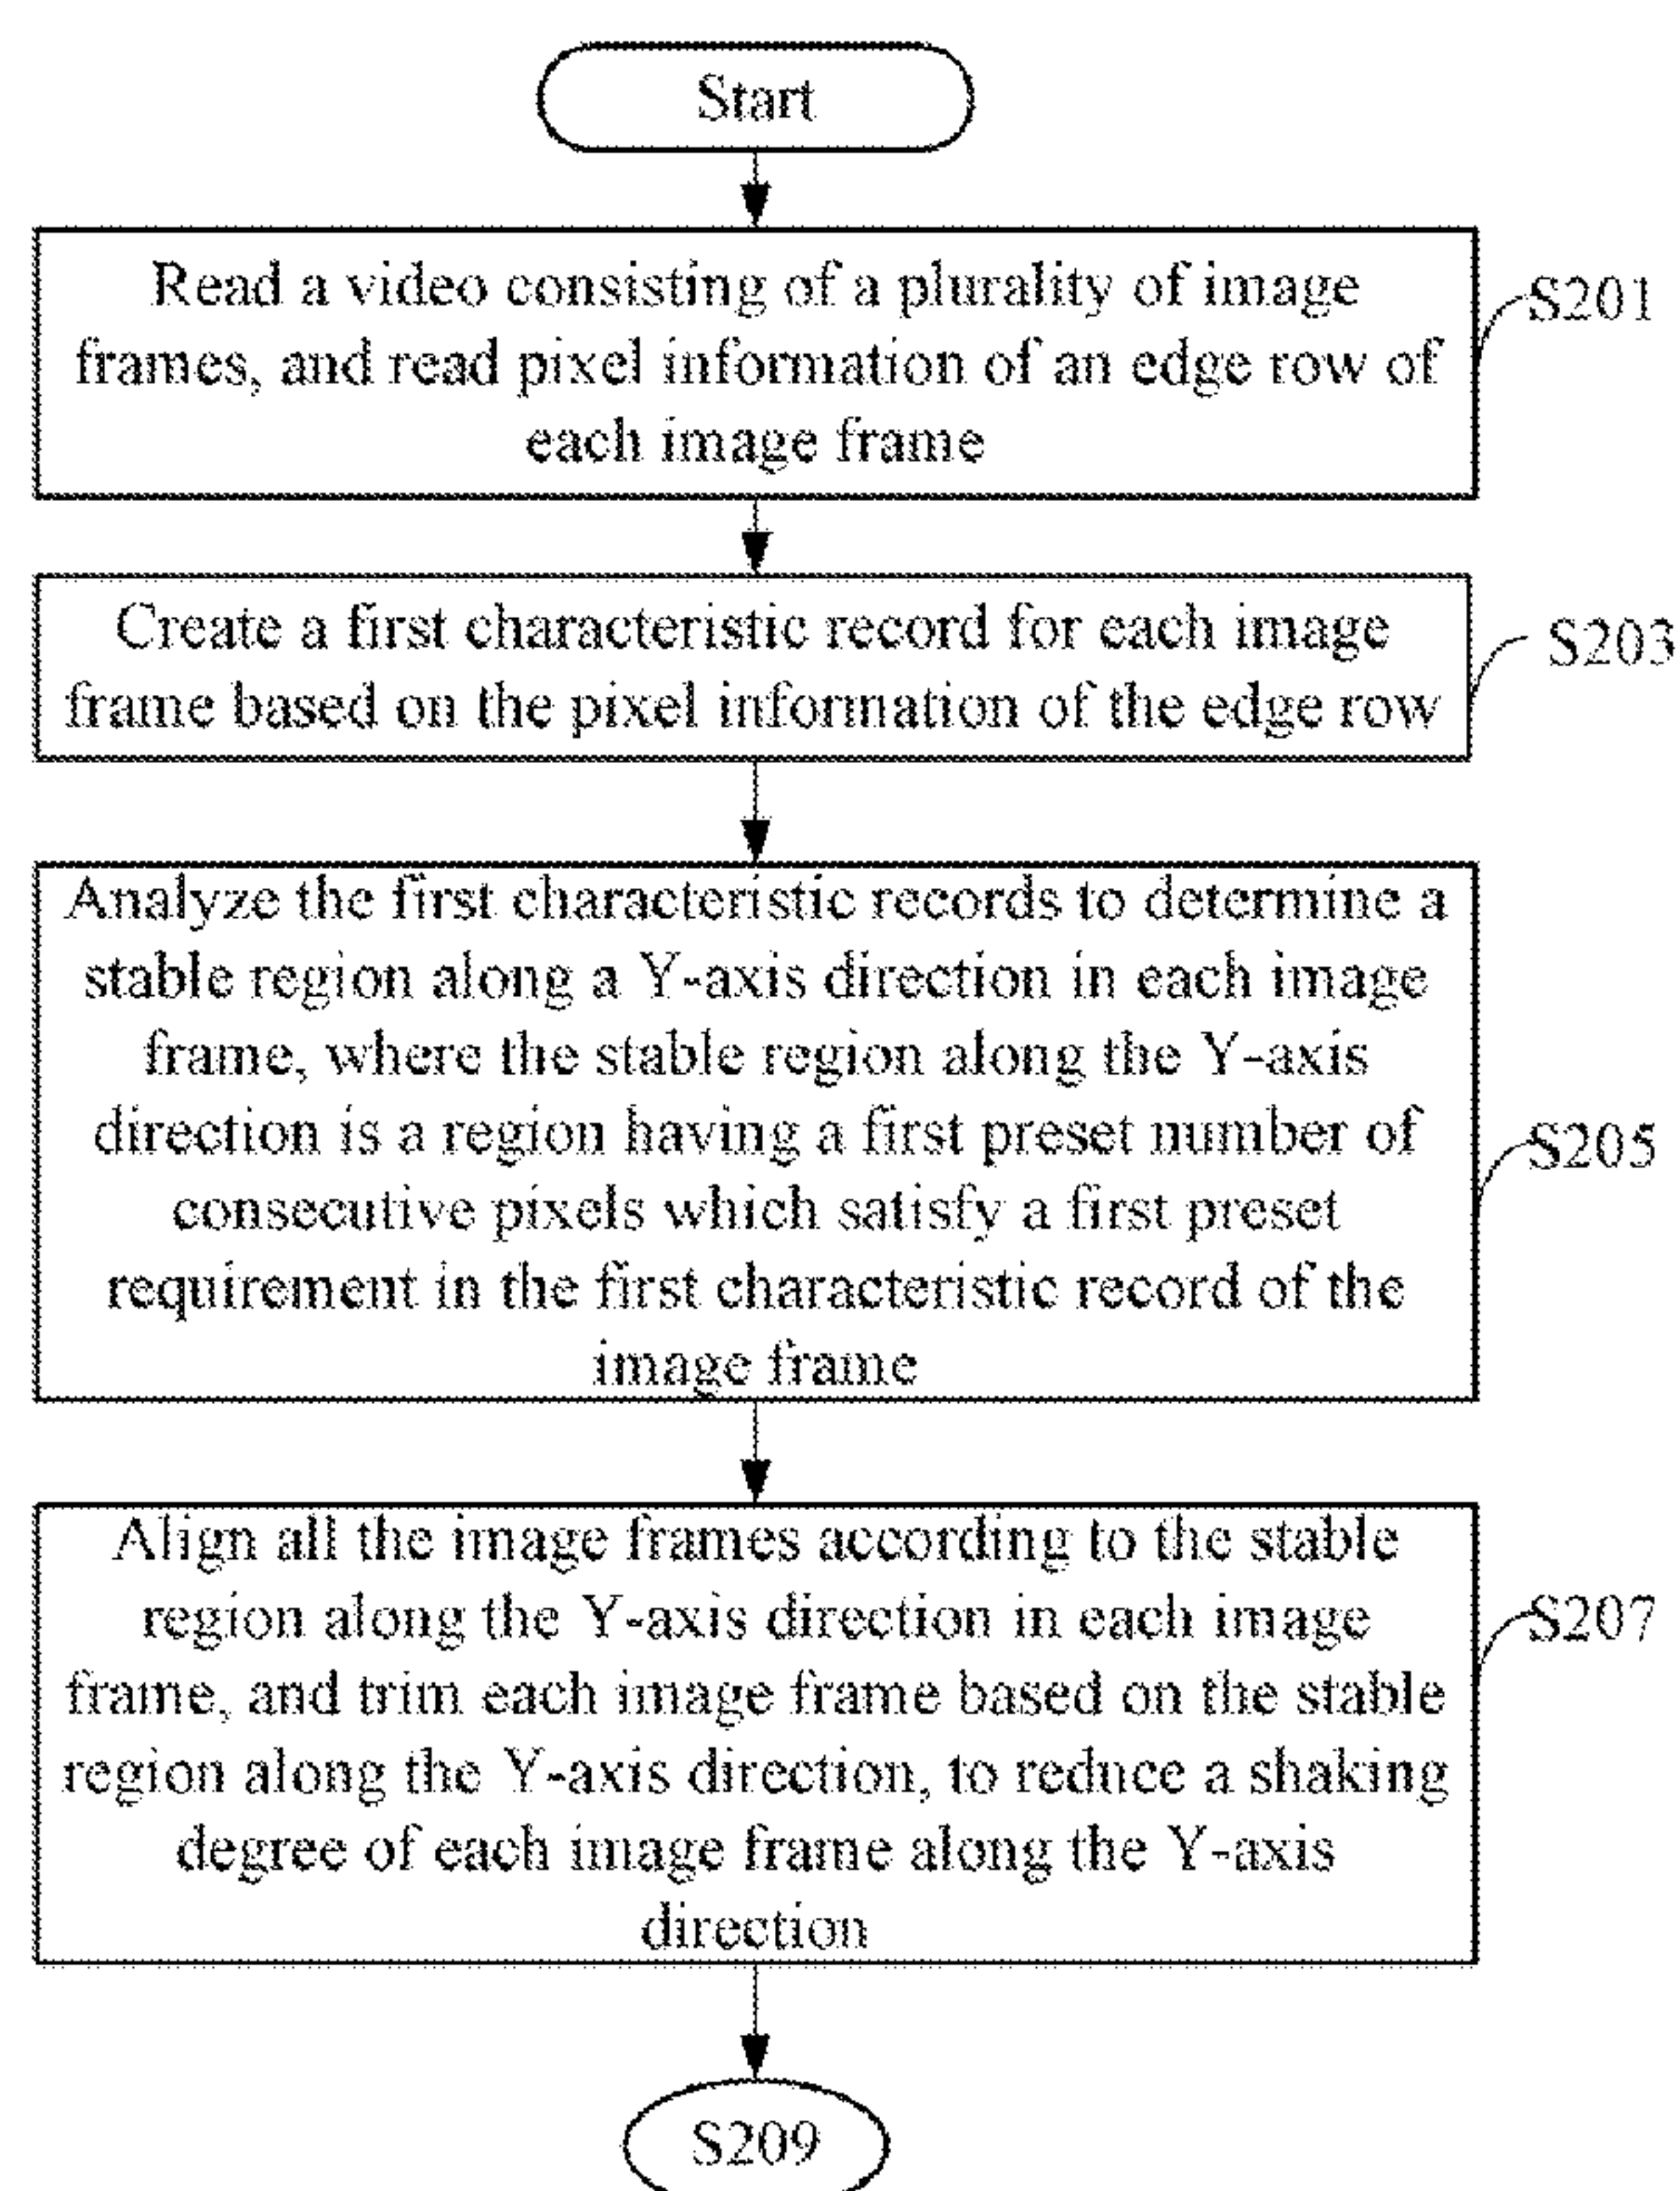 Start
Read a video consisting of a plurality of image
frames, and read pixel information of an edge row of
each image frame
S201
Create a first characteristic record for each image
frame based on the pixel information of the edge row
S203
Analyze the first characteristic records to determine a
stable region along a Y-axis direction in each image
frame, where the stable region along the Y-axis
direction is a region having a first preset number of
consecutive pixels which satisfy a first preset
requirement in the first characteristic record of the
image frame
S205
Align all the image frames according to the stable
region along the Y-axis direction in each image
frame, and trim each image frame based on the stable
region along the Y-axis direction, to reduce a shaking
degree of each image frame along the Y-axis
direction
S207
S209